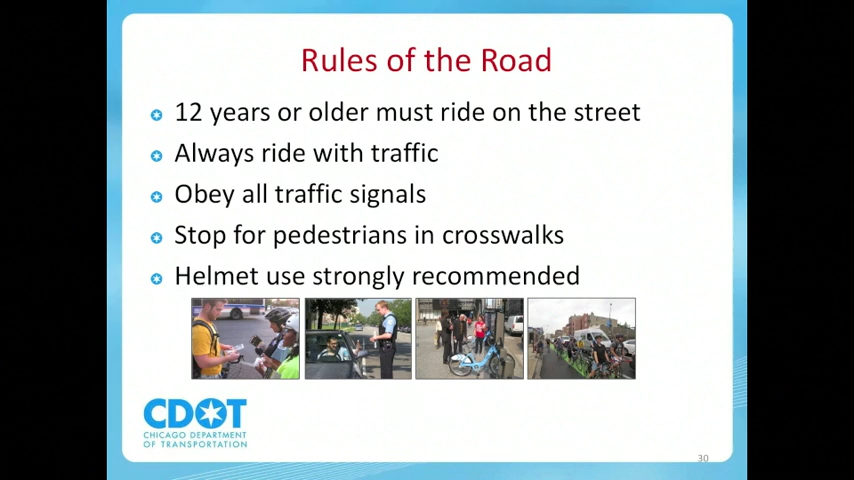 Rules of the Road
12 years or older must ride on the street
Always ride with traffic
Obey all traffic signals
Stop for pedestrians in crosswalks
Helmet use strongly recommended
CDOT
CHICAGO DEPARTMENT
OF TRANSPORTATION
30